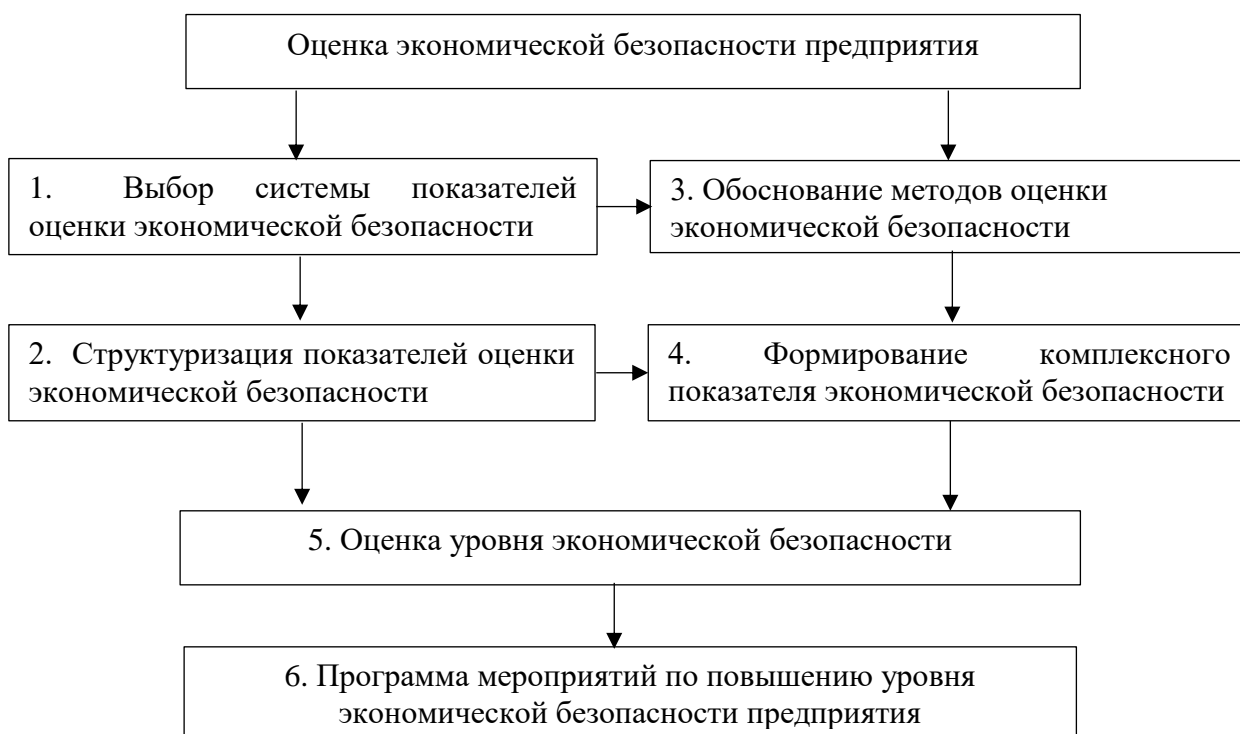 Оценка экономической безопасности предприятия
1. Выбор системы показателей
оценки экономической безопасности
3. Обоснование методов оценки
экономической безопасности
2. Структуризация показателей оценки
экономической безопасности
4. Формирование комплексного
показателя экономической безопасности
5. Оценка уровня экономической безопасности
6. Программа мероприятий по повышению уровня
экономической безопасности предприятия